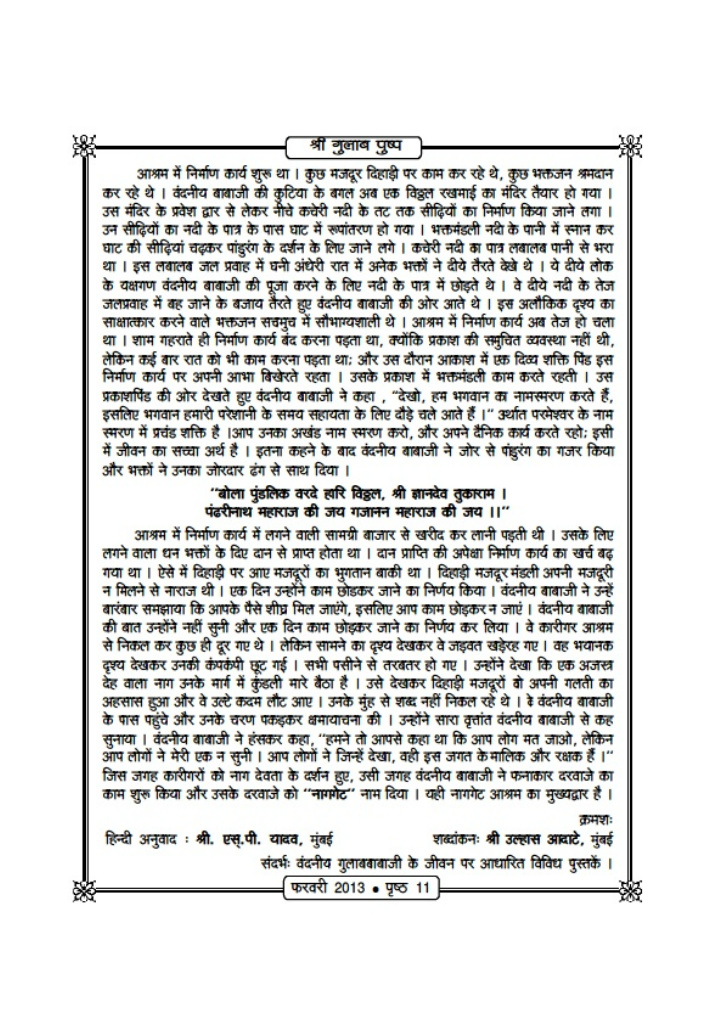 श्री गुलाब पुष्प
आश्रम में निर्माण कार्य शुरू था । कुछ मजदूर दिहाड़ी पर काम कर रहे थे, कुछ भक्तजन श्रमदान
कर रहे थे । वंदनीय बाबाजी की कुटिया के बगल अब एक विठ्ठल रखमाई का मंदिर तैयार हो गया ।
उस मंदिर के प्रवेश द्वार से लेकर नीचे कचेरी नदी के तट तक सीढ़ियों का निर्माण किया जाने लगा ।
उन सीढ़ियों का नदी के पात्र के पास घाट में रूपांतरण हो गया । भक्तमंडली नदी के पानी में स्नान कर
घाट की सीढ़ियां चढ़कर पांडुरंग के दर्शन के लिए जाने लगे । कचेरी नदी का पात्र लबालब पानी से भरा
था । इस लबालब जल प्रवाह में घनी अंधेरी रात में अनेक भक्तों ने दीये तैरते देखे थे । ये दीये लोक
के यक्षगण वंदनीय बाबाजी की पूजा करने के लिए नदी के पात्र में छोड़ते थे । वे दीये नदी के तेज
जलप्रवाह में बह जाने के बजाय तैरते हुए वंदनीय बाबाजी की ओर आते थे । इस अलौकिक दृश्य का
साक्षात्कार करने वाले भक्तजन सचमुच में सौभाग्यशाली थे । आश्रम में निर्माण कार्य अब तेज हो चला
था । शाम गहराते ही निर्माण कार्य बंद करना पड़ता था, क्योंकि प्रकाश की समुचित व्यवस्था नहीं थी,
लेकिन कई बार रात को भी काम करना पड़ता था; और उस दौरान आकाश में एक दिव्य शक्ति पिंड इस
निर्माण कार्य पर अपनी आभा बिखेरते रहता । उसके प्रकाश में भक्तमंडली काम करते रहती । उस
प्रकाशपिंड की ओर देखते हुए वंदनीय बाबाजी ने कहा , "देखो, हम भगवान का नामस्मरण करते हैं,
इसलिए भगवान हमारी परेशानी के समय सहायता के लिए दौड़े चले आते हैं ।" अर्थात परमेश्वर के नाम
स्मरण में प्रचंड शक्ति है ।आप उनका अखंड नाम स्मरण करो, और अपने दैनिक कार्य करते रहो; इसी
में जीवन का सच्चा अर्थ है । इतना कहने के बाद वंदनीय बाबाजी ने जोर से पंडुरंग का गजर किया
और भक्तों ने उनका जोरदार ढंग से साथ दिया ।
"बोला पुंडलिक वरदे हारि विठ्ठल, श्री ज्ञानदेव तुकाराम ।
पंढरीनाथ महाराज की जय गजानन महाराज की जय ।।"
आश्रम में निर्माण कार्य में लगने वाली सामग्री बाजार से खरीद कर लानी पड़ती थी । उसके लिए
लगने वाला धन भक्तों के दिए दान से प्राप्त होता था । दान प्राप्ति की अपेक्षा निर्माण कार्य का खर्च बढ़
गया था । ऐसे में दिहाड़ी पर आए मजदूरों का भुगतान बाकी था । दिहाड़ी मजदूर मंडली अपनी मजदूरी
न मिलने से नाराज थी । एक दिन उन्होंने काम छोडकर जाने का निर्णय किया । वंदनीय बाबाजी ने उन्हें
बारंबार समझाया कि आपके पैसे शीघ्र मिल जाएंगे, इसलिए आप काम छोड़कर न जाएं । वंदनीय बाबाजी
की बात उन्होंने नहीं सुनी और एक दिन काम छोड़कर जाने का निर्णय कर लिया । वे कारीगर आश्रम
से निकल कर कुछ ही दूर गए थे । लेकिन सामने का दृश्य देखकर वे जड़वत खड़ेरह गए । वह भयानक
दृश्य देखकर उनकी कंपकंपी छूट गई । सभी पसीने से तरबतर हो गए । उन्होंने देखा कि एक अजस्त्र
देह वाला नाग उनके मार्ग में कुंडली मारे बैठा है । उसे देखकर दिहाड़ी मजदूरों को अपनी गलती का
अहसास हुआ और वे उल्टे कदम लौट आए । उनके मुंह से शब्द नहीं निकल रहे थे । वे वंदनीय बाबाजी
के पास पहुंचे और उनके चरण पकड़कर क्षमायाचना की । उन्होंने सारा वृत्तांत वंदनीय बाबाजी से कह
सुनाया । वंदनीय बाबाजी ने हंसकर कहा, "हमने तो आपसे कहा था कि आप लोग मत जाओ, लेकिन
आप लोगों ने मेरी एक न सुनी । आप लोगों ने जिन्हें देखा, वही इस जगत के मालिक और रक्षक हैं ।"
जिस जगह कारीगरों को नाग देवता के दर्शन हुए, उसी जगह वंदनीय बाबाजी ने फनाकार दरवाजे का
काम शुरू किया और उसके दरवाजे को "नागगेट" नाम दिया । यही नागगेट आश्रम का मुख्यद्वार है ।
क्रमशः
हिन्दी अनुवाद : श्री. एस.पी. यादव, मुंबई शब्दांकनः श्री उल्हास आदाटे, मुंबई
संदर्भः वंदनीय गुलाबबाबाजी के जीवन पर आधारित विविध पुस्तकें ।
फरवरी 2013 ● पृष्ठ 11